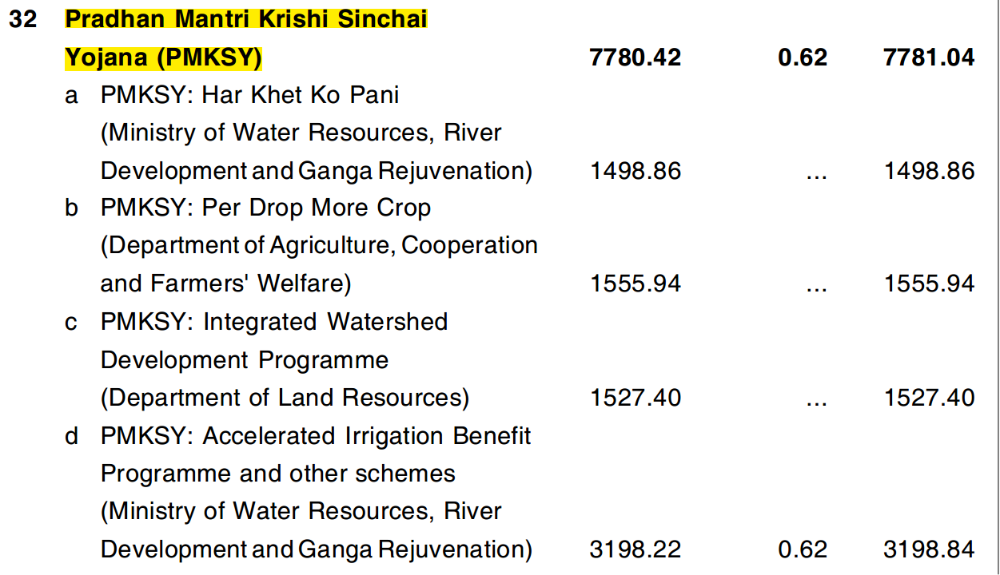 32 Pradhan Mantri Krishi Sinchai
Yojana (PMKSY) 7780.42 0.62 7781.04
a PMKSY: Har Khet Ko Pani
(Ministry of Water Resources, River
Development and Ganga Rejuvenation) 1498.86 ... 1498.86
b PMKSY: Per Drop More Crop
(Department of Agriculture, Cooperation
and Farmers' Welfare) 1555.94 ... 1555.94
c PMKSY: Integrated Watershed
Development Programme
(Department of Land Resources) 1527.40 ... 1527.40
d PMKSY: Accelerated Irrigation Benefit
Programme and other schemes
(Ministry of Water Resources, River
Development and Ganga Rejuvenation) 3198.22 0.62 3198.84